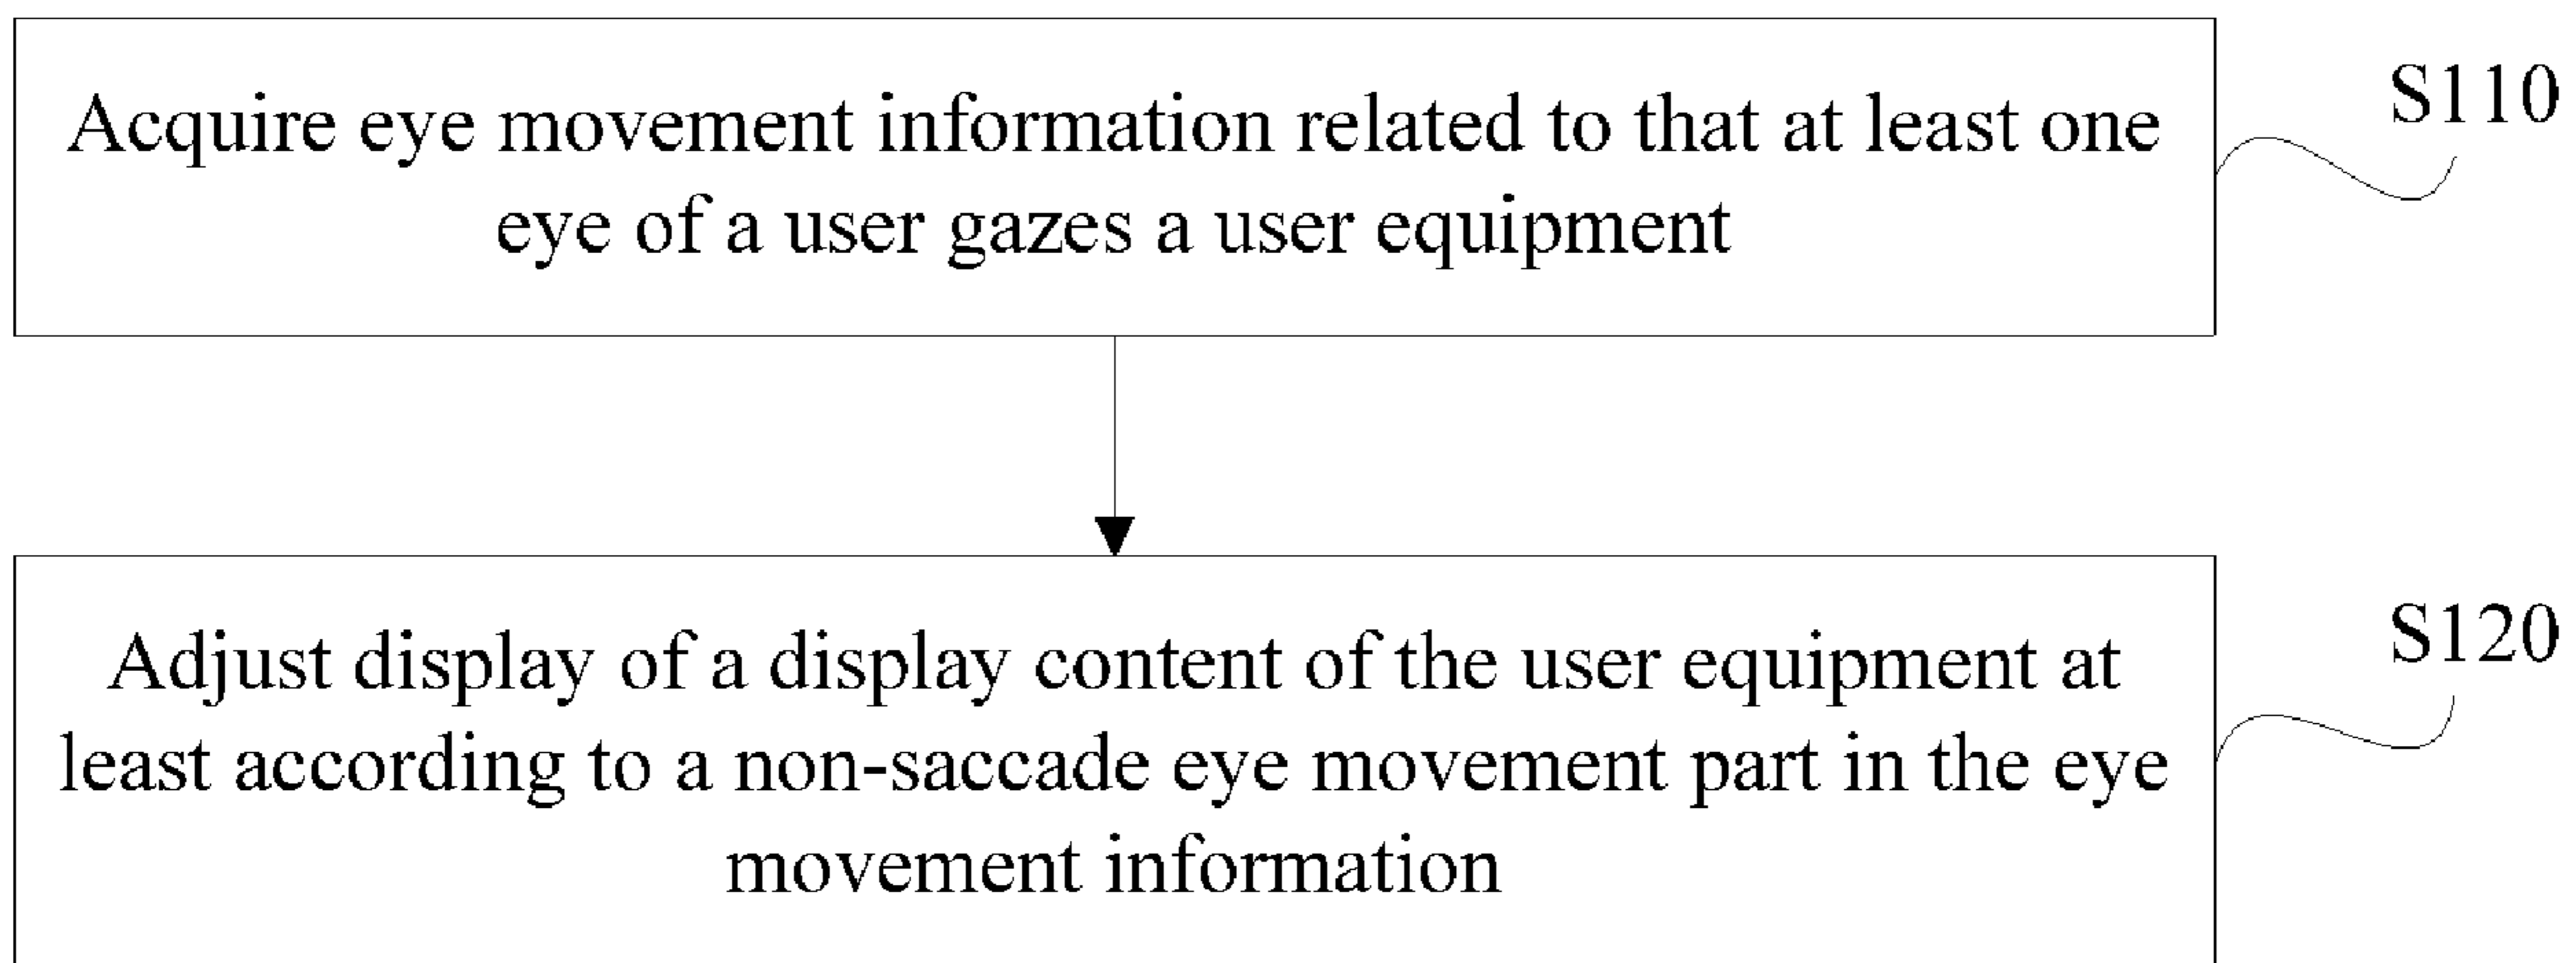 Acquire eye movement information related to that at least one
eye of a user gazes a user equipment
S110
Adjust display of a display content of the user equipment at
least according to a non-saccade eye movement part in the eye
movement information
S120